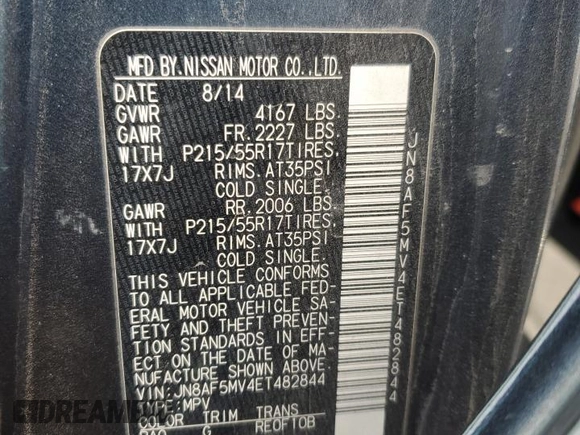 MFD BY.NISSAN MOTOR CO.,LTD.
DATE 8/14
GVWR 4167 LBS.
GAWR FR. 2227 LBS.
WITH P215/55R17TIRES.
17X7J RIMS. AT35PSI
COLD SINGLE.
GAWR RR. 2006 LBS.
WITH P215/55R17TIRES.
17X7J RIMS. AT35PSI
COLD SINGLE.
THIS VEHICLE CONFORMS
TO ALL APPLICABLE FED-
ERAL MOTOR VEHICLE SA-
FETY AND THEFT PREVEN-
TION STANDARDS IN EFF-
ECT ON THE DATE OF MA-
NUFACTURE SHOWN ABOVE.
VIN:JN8AF5MV4ET482844
MPV
COLOR TRIM TRANS
G RE0F10B
JN8AF5MV4ET482844